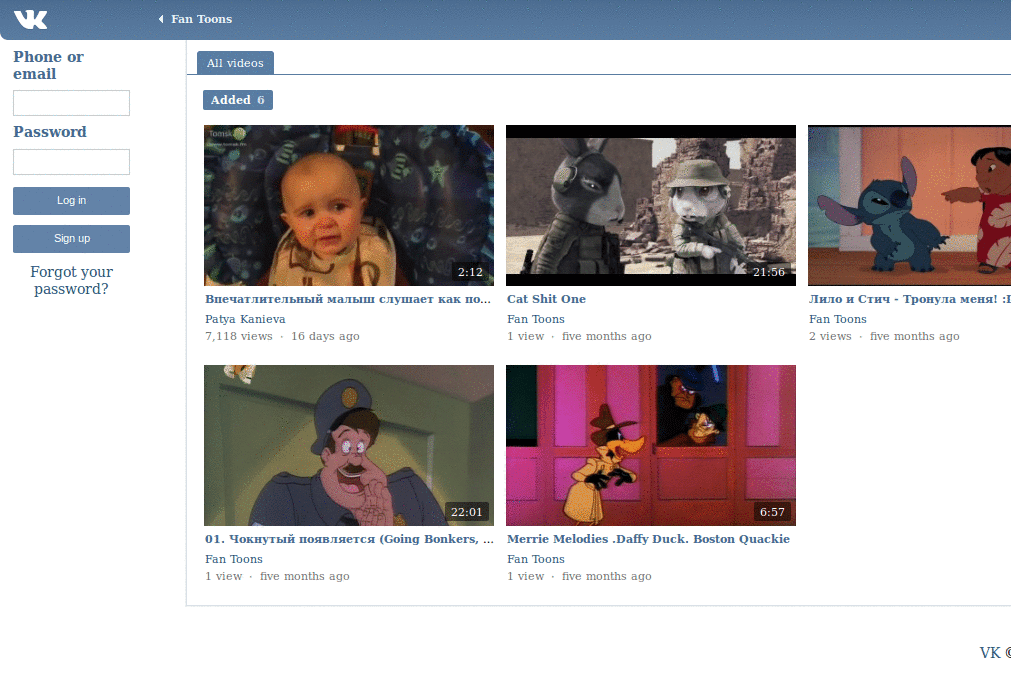 Fan Toons
Phone or
email
Password
Log in
Sign up
Forgot your
password?
All videos
Added 6
2:12
Впечатлительный малыш слушает как по...
Patya Kanieva
7,118 views · 16 days ago
21:56
Cat Shit One
Fan Toons
1 view · five months ago
Лило и Стич - Тронула меня! :
Fan Toons
2 views · five months ago
22:01
01. Чокнутый появляется (Going Bonkers, ...
Fan Toons
1 view · five months ago
6:57
Merrie Melodies .Daffy Duck. Boston Quackie
Fan Toons
1 view · five months ago
VK ©